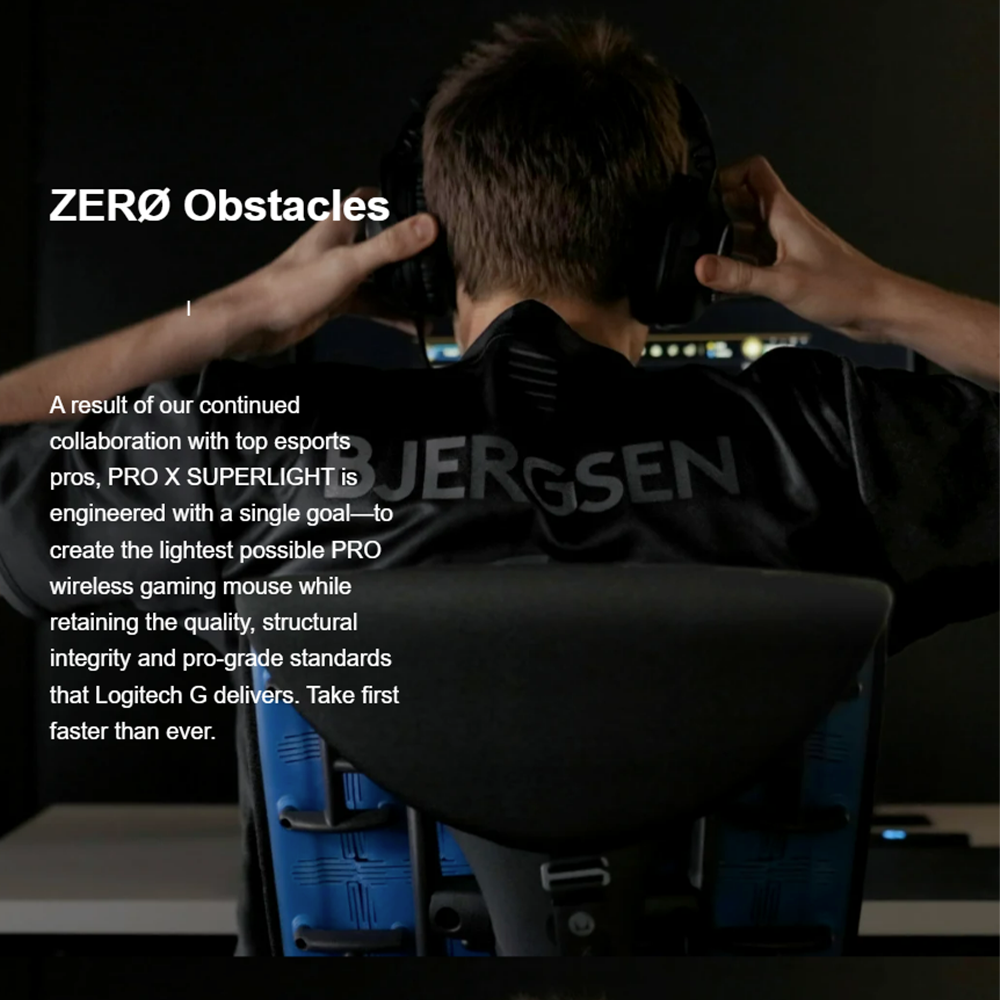 ZERØ Obstacles
|
A result of our continued
collaboration with top esports
pros, PRO X SUPERLIGHT is
engineered with a single goal—to
create the lightest possible PRO
wireless gaming mouse while
retaining the quality, structural
integrity and pro-grade standards
that Logitech G delivers. Take first
faster than ever.
BJERGSEN